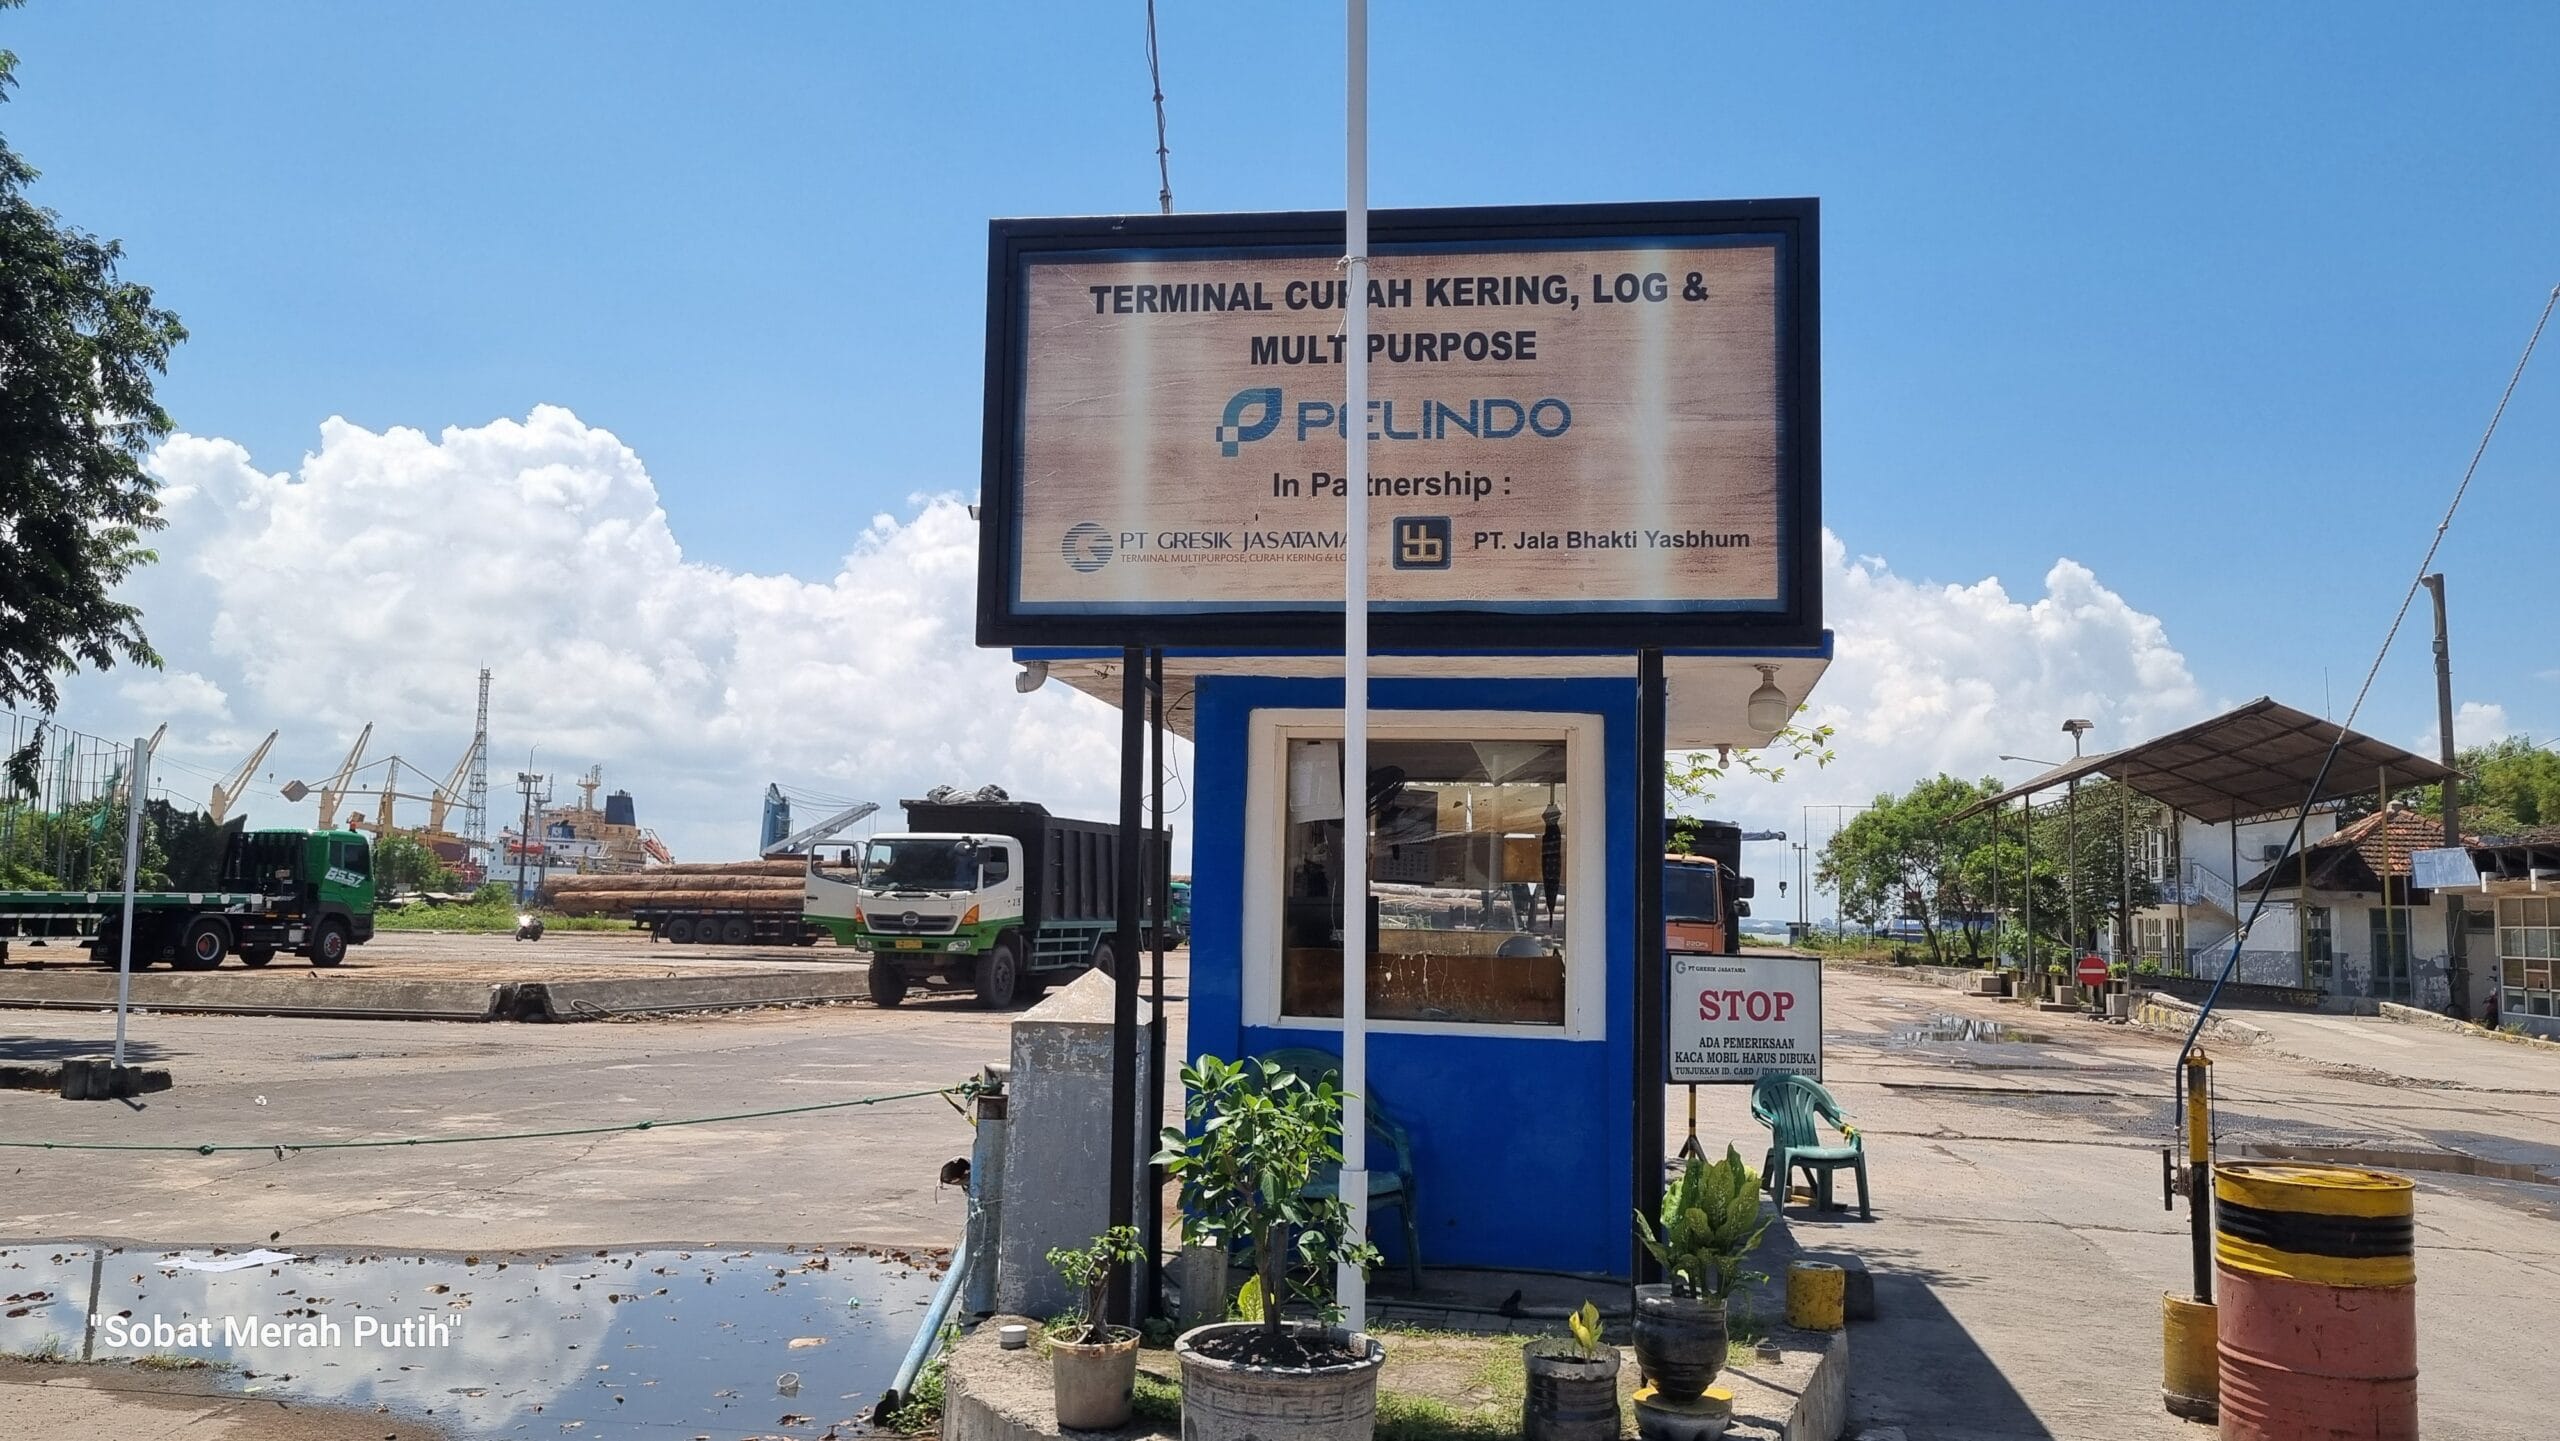 TERMINAL CURAH KERING, LOG &
MULTIPURPOSE
PELINDO
In Partnership :
PT GRESIK JASATAMA
TERMINAL MULTIPURPOSE, CURAH KERING & LOG
PT. Jala Bhakti Yasbhum
PT GRESIK JASATAMA
STOP
ADA PEMERIKSAAN
KACA MOBIL HARUS DIBUKA
TUNJUKKAN ID. CARD / IDENTITAS DIRI
220PS
"Sobat Merah Putih"